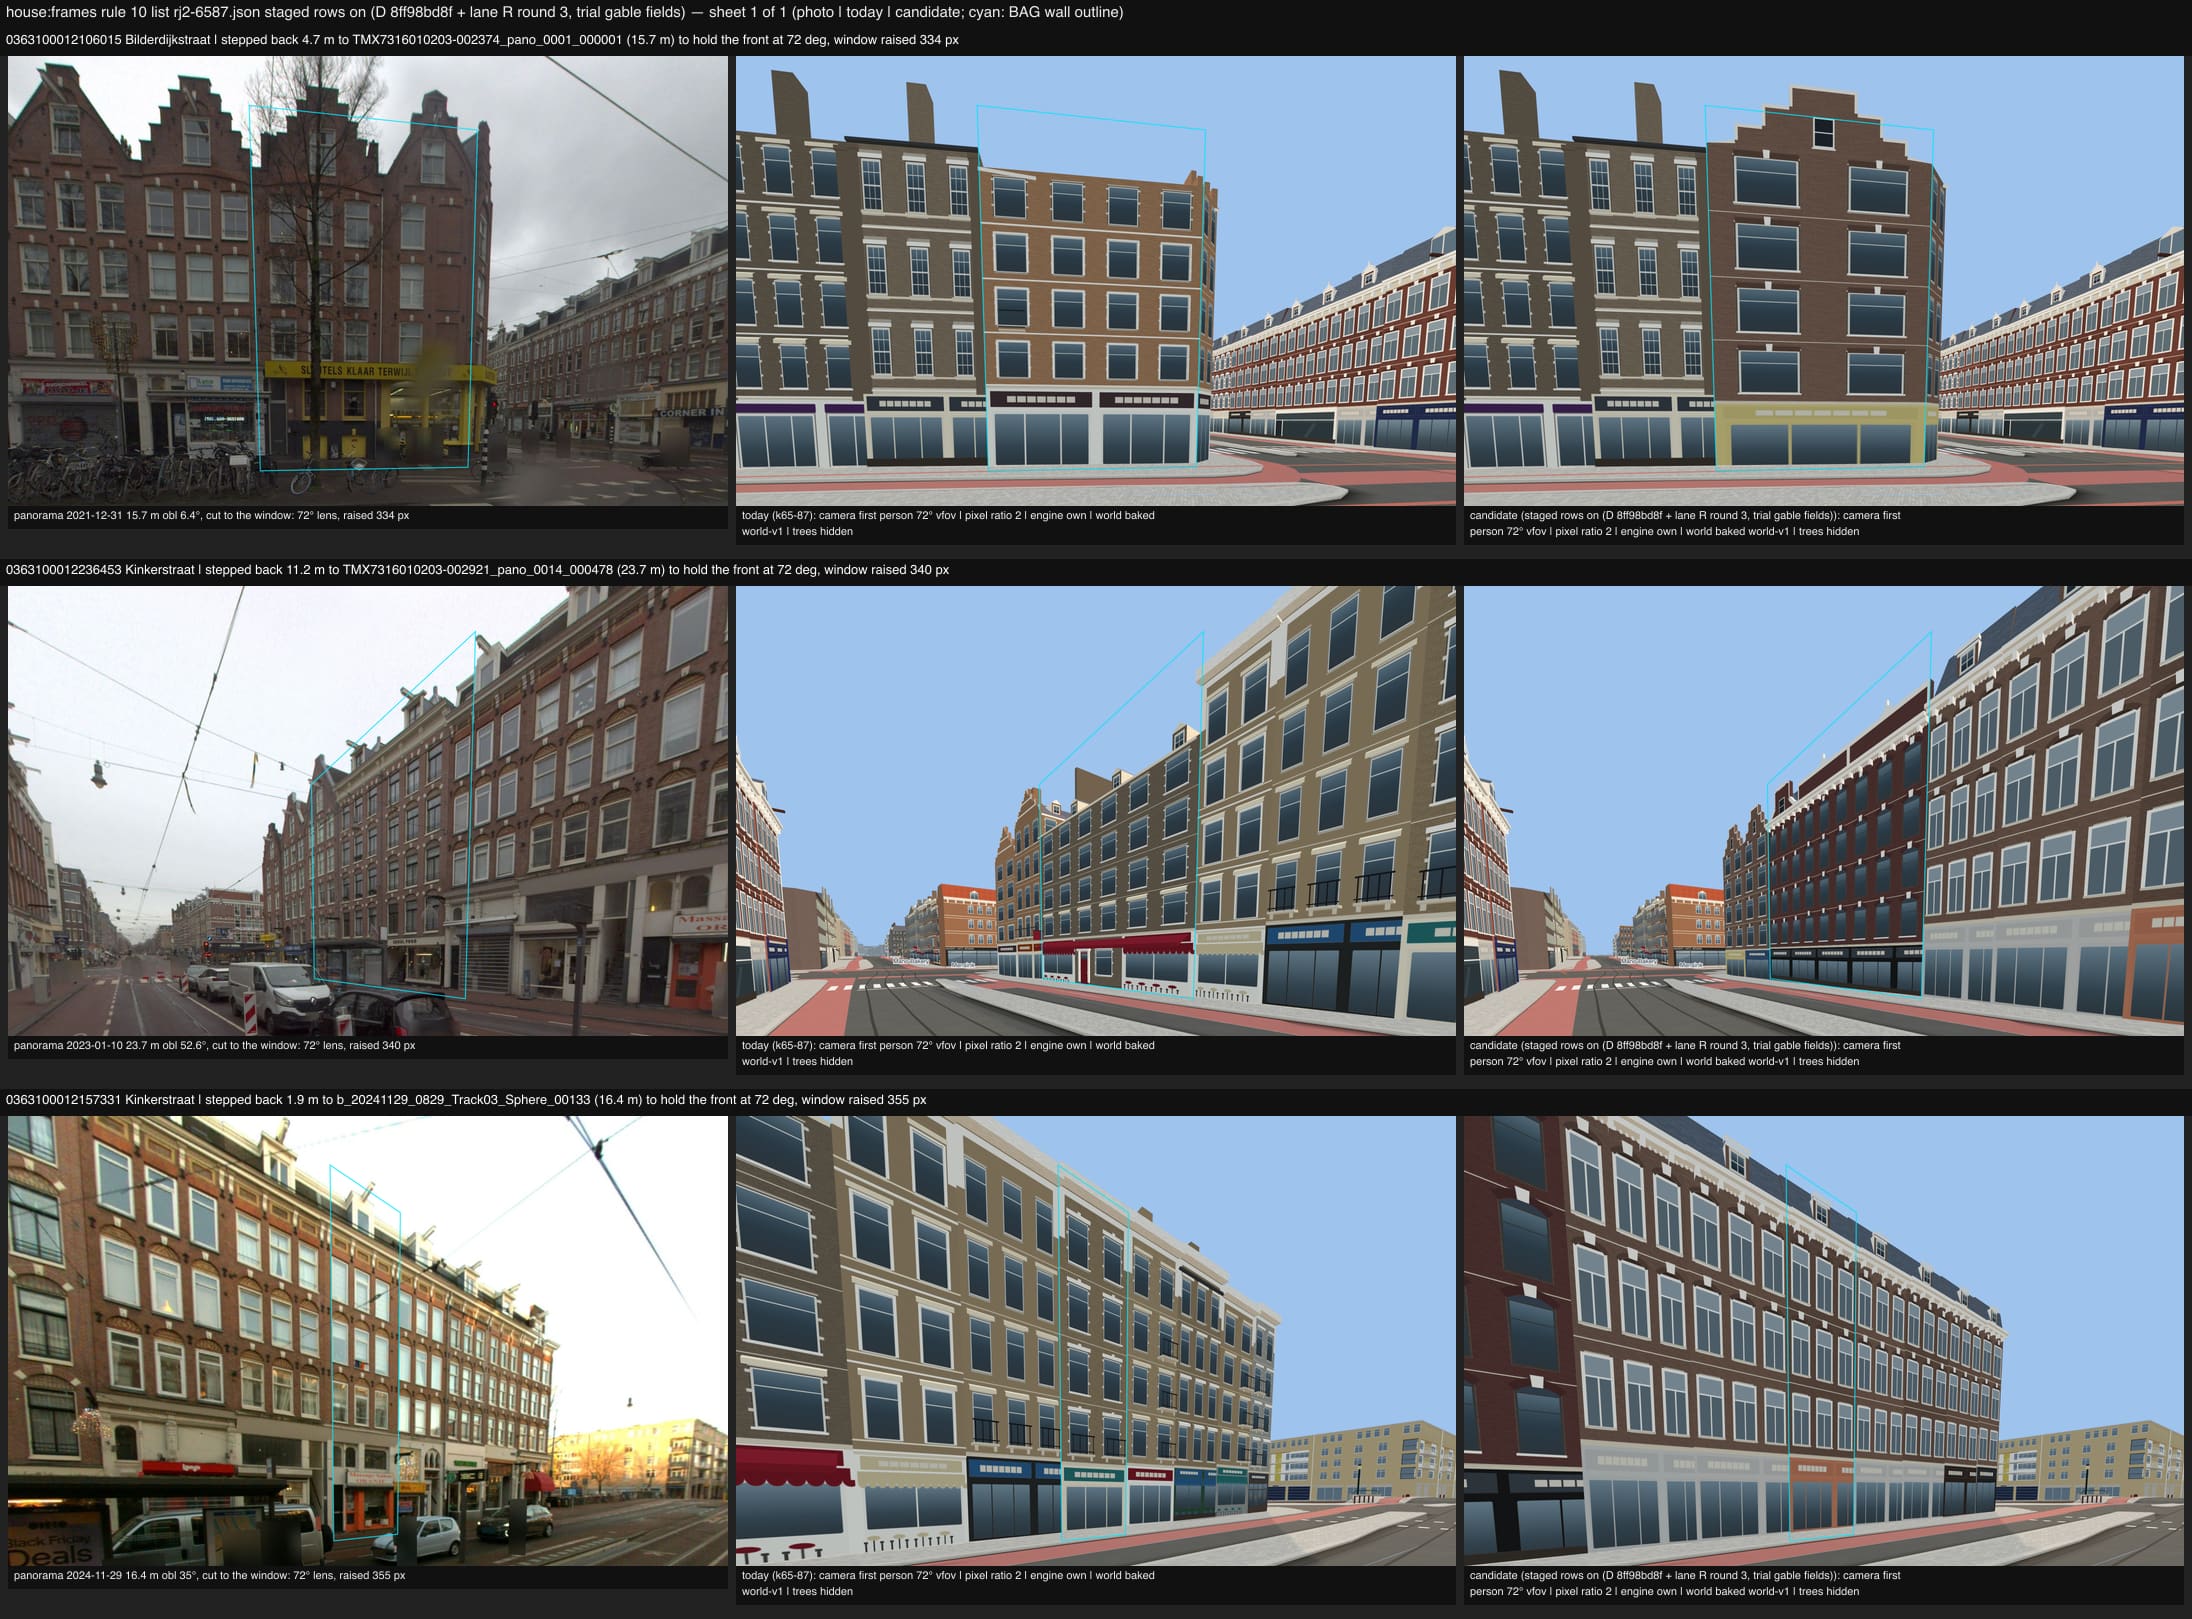 house:frames rule 10 list rj2-6587.json staged rows on (D 8ff98bd8f + lane R round 3, trial gable fields) — sheet 1 of 1 (photo | today | candidate; cyan: BAG wall outline)
0363100012106015 Bilderdijkstraat | stepped back 4.7 m to TMX7316010203-002374_pano_0001_000001 (15.7 m) to hold the front at 72 deg, window raised 334 px
SLEUTELS KLAAR TERWIJL
CORNER IN
panorama 2021-12-31 15.7 m obl 6.4°, cut to the window: 72° lens, raised 334 px
today (k65-87): camera first person 72° vfov | pixel ratio 2 | engine own | world baked
world-v1 | trees hidden
candidate (staged rows on (D 8ff98bd8f + lane R round 3, trial gable fields)): camera first
person 72° vfov | pixel ratio 2 | engine own | world baked world-v1 | trees hidden
0363100012236453 Kinkerstraat | stepped back 11.2 m to TMX7316010203-002921_pano_0014_000478 (23.7 m) to hold the front at 72 deg, window raised 340 px
Massa
panorama 2023-01-10 23.7 m obl 52.6°, cut to the window: 72° lens, raised 340 px
today (k65-87): camera first person 72° vfov | pixel ratio 2 | engine own | world baked
world-v1 | trees hidden
candidate (staged rows on (D 8ff98bd8f + lane R round 3, trial gable fields)): camera first
person 72° vfov | pixel ratio 2 | engine own | world baked world-v1 | trees hidden
0363100012157331 Kinkerstraat | stepped back 1.9 m to b_20241129_0829_Track03_Sphere_00133 (16.4 m) to hold the front at 72 deg, window raised 355 px
Black Friday
Deals
panorama 2024-11-29 16.4 m obl 35°, cut to the window: 72° lens, raised 355 px
today (k65-87): camera first person 72° vfov | pixel ratio 2 | engine own | world baked
world-v1 | trees hidden
candidate (staged rows on (D 8ff98bd8f + lane R round 3, trial gable fields)): camera first
person 72° vfov | pixel ratio 2 | engine own | world baked world-v1 | trees hidden